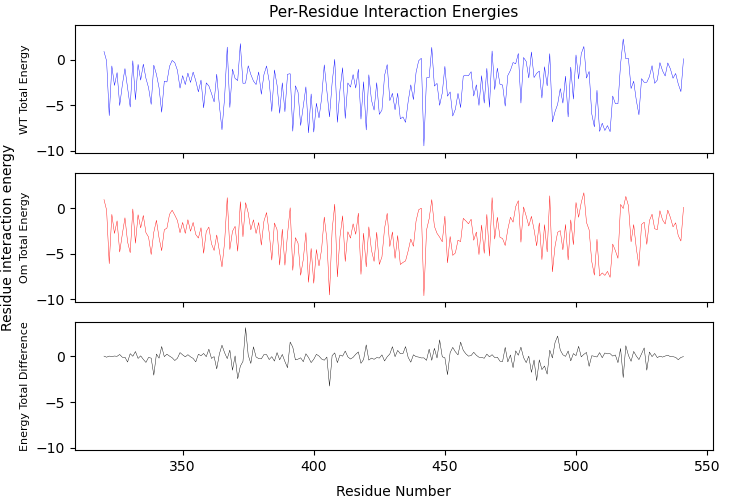 Per-Residue Interaction Energies
Residue interaction energy
WT Total Energy
0
−5
−10
Om Total Energy
0
−5
−10
Energy Total Difference
0
−5
−10
350
400
450
500
550
Residue Number